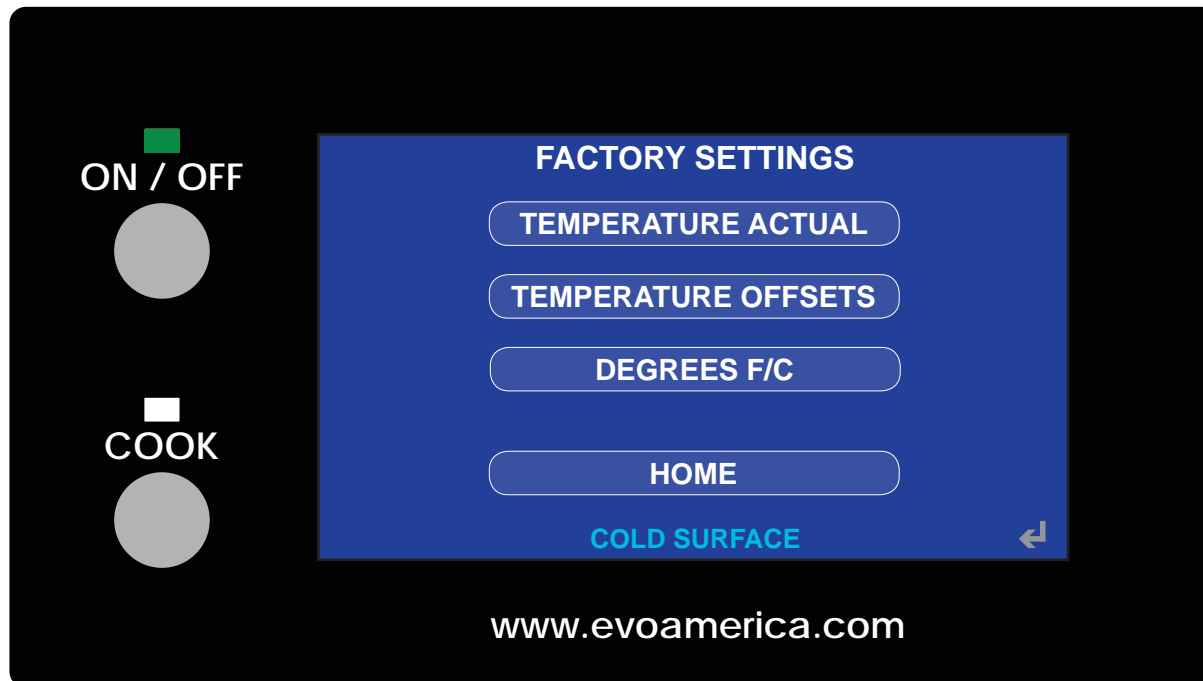 ON / OFF
COOK
FACTORY SETTINGS
TEMPERATURE ACTUAL
TEMPERATURE OFFSETS
DEGREES F/C
HOME
COLD SURFACE
www.evoamerica.com